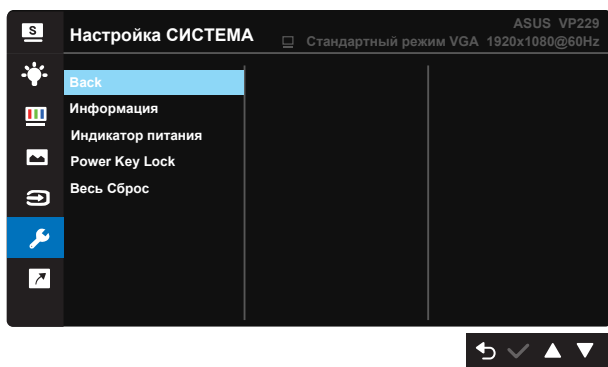 S
Настройка СИСТЕМА
ASUS VP229
Стандартный режим VGA 1920x1080@60Hz
Back
Информация
Индикатор питания
Power Key Lock
Весь Сброс